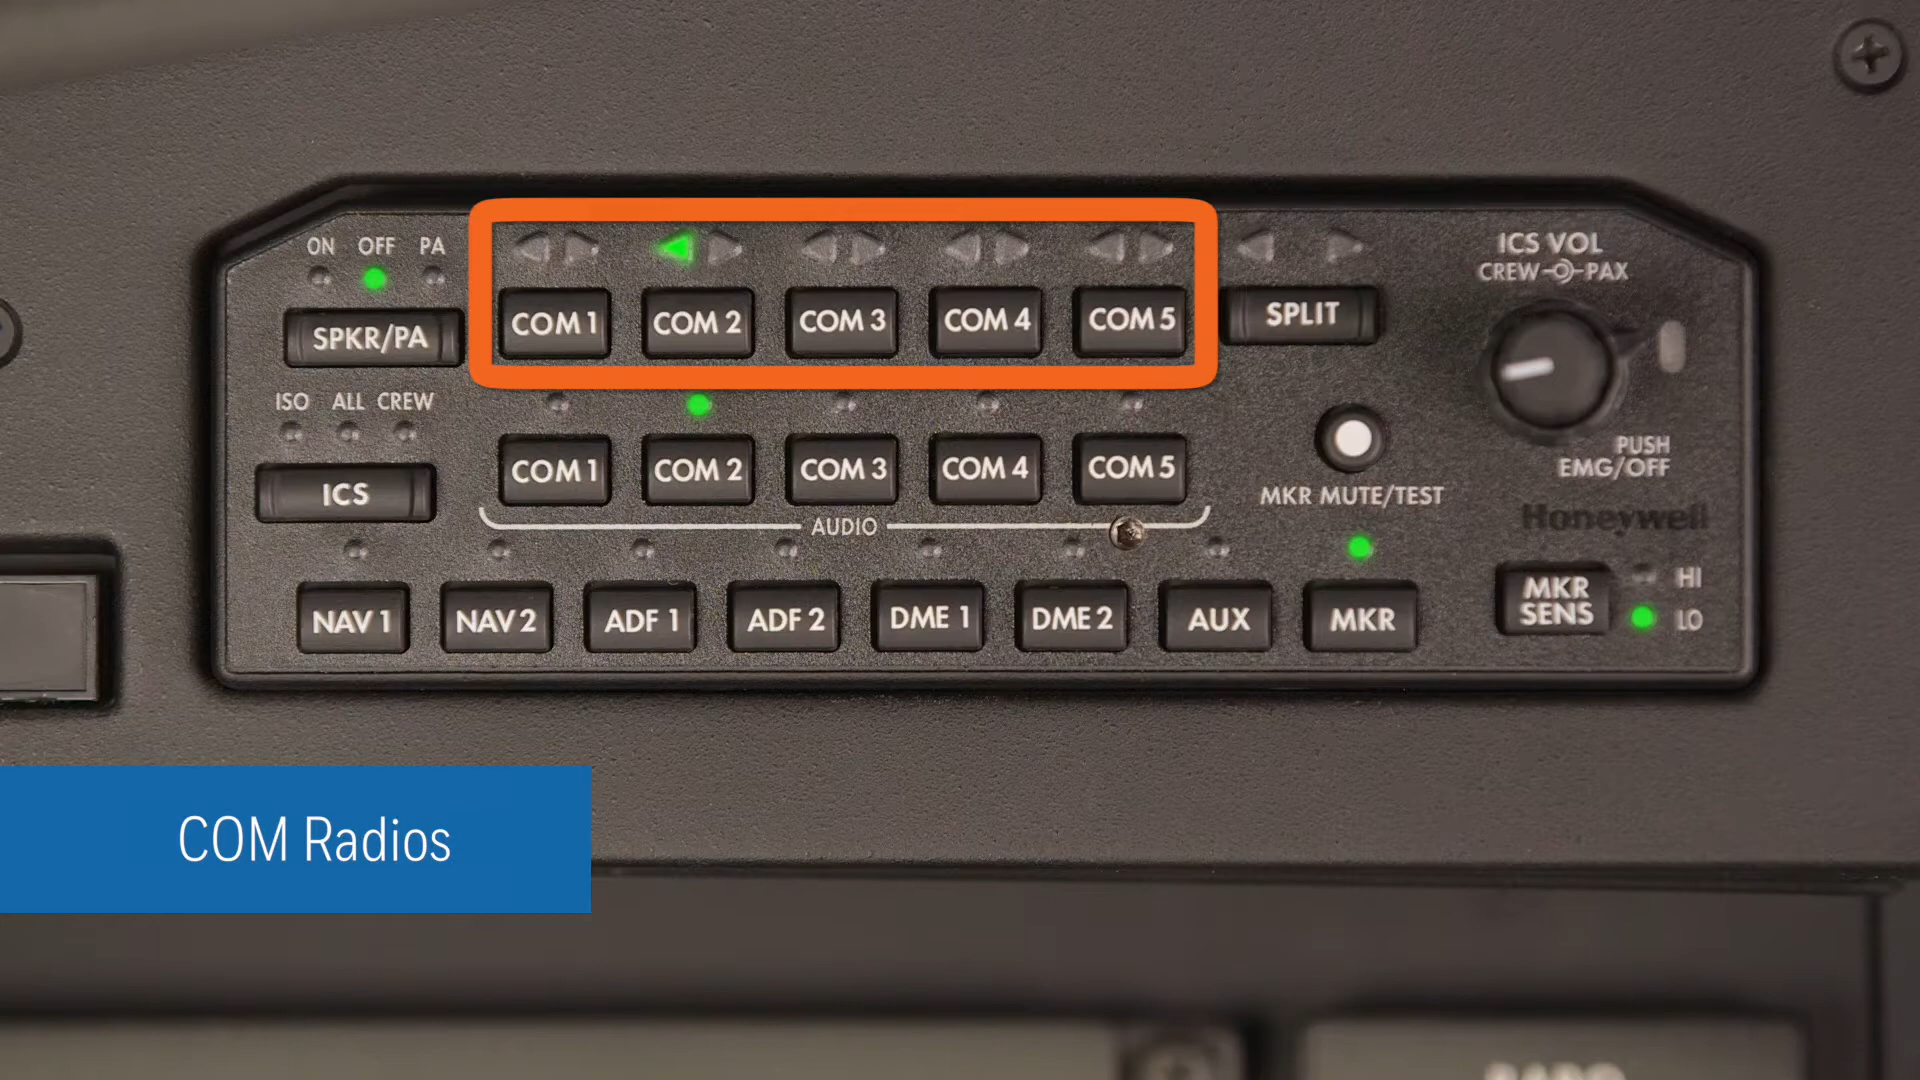 ON OFF PA
SPKR/PA
COM 1 COM 2 COM 3 COM 4 COM 5
SPLIT
ICS VOL
CREW PAX
PUSH
EMG/OFF
ISO ALL CREW
ICS
COM 1 COM 2 COM 3 COM 4 COM 5
AUDIO
MKR MUTE/TEST
Honeywell
NAV 1 NAV 2 ADF 1 ADF 2 DME 1 DME 2 AUX MKR
MKR
SENS
HI
LO
COM Radios